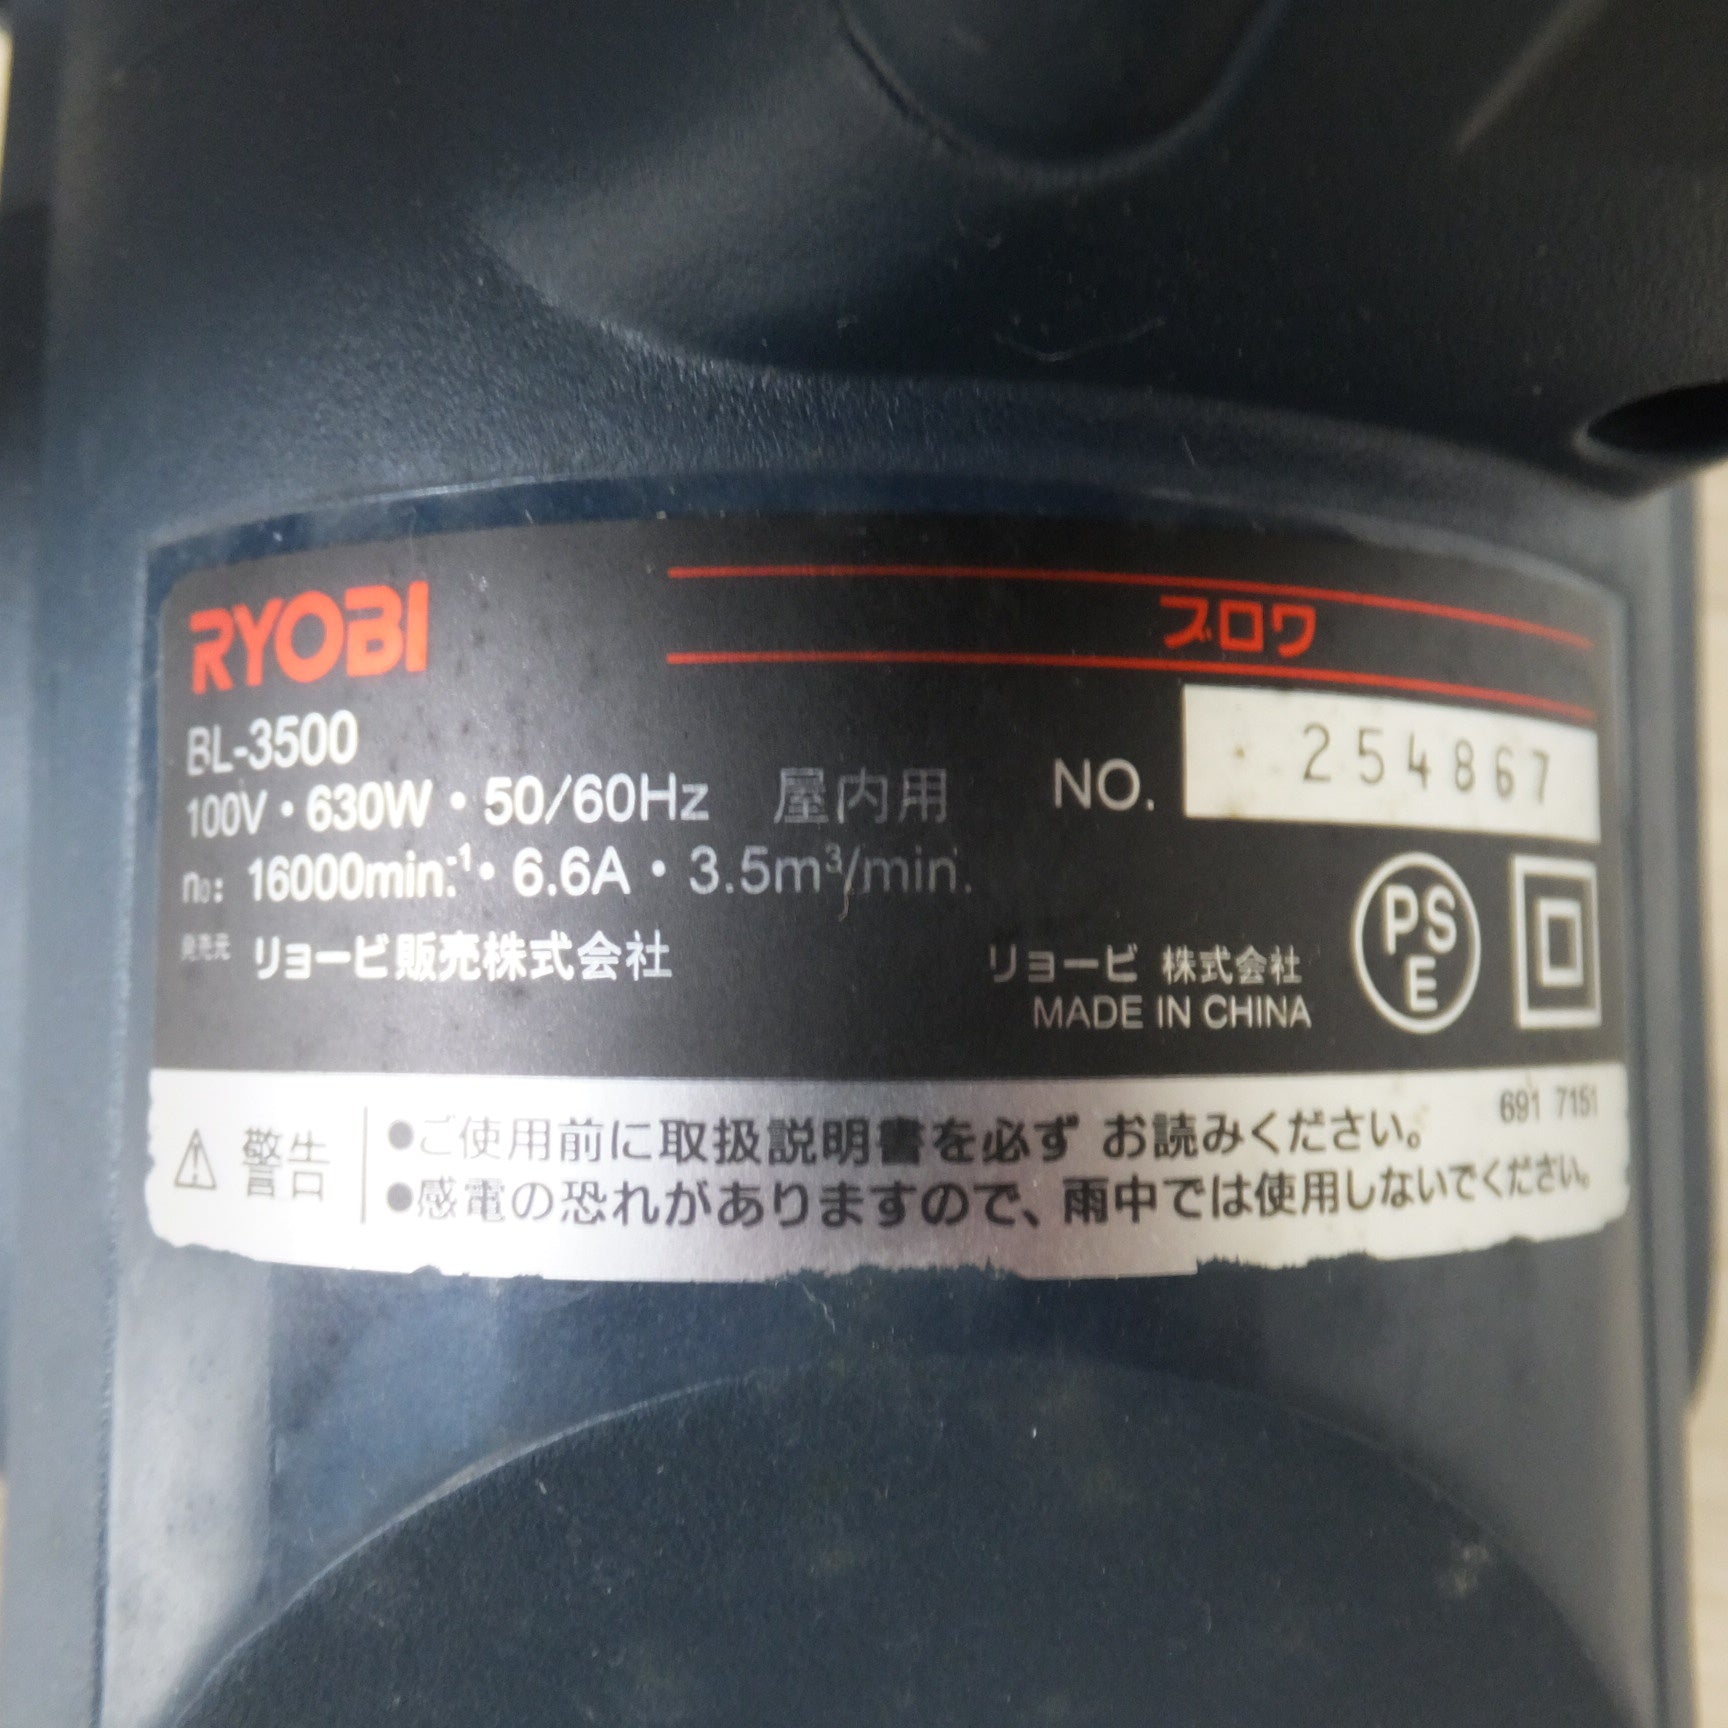 RYOBI
ブロワ
BL-3500
NO. 254867
100V・630W・50/60Hz 屋内用
n₀: 16000min.⁻¹・6.6A・3.5m³/min.
発売元 リョービ販売株式会社
リョービ 株式会社
MADE IN CHINA
PS
E
691 7151
⚠ 警告
●ご使用前に取扱説明書を必ず お読みください。
●感電の恐れがありますので、雨中では使用しないでください。